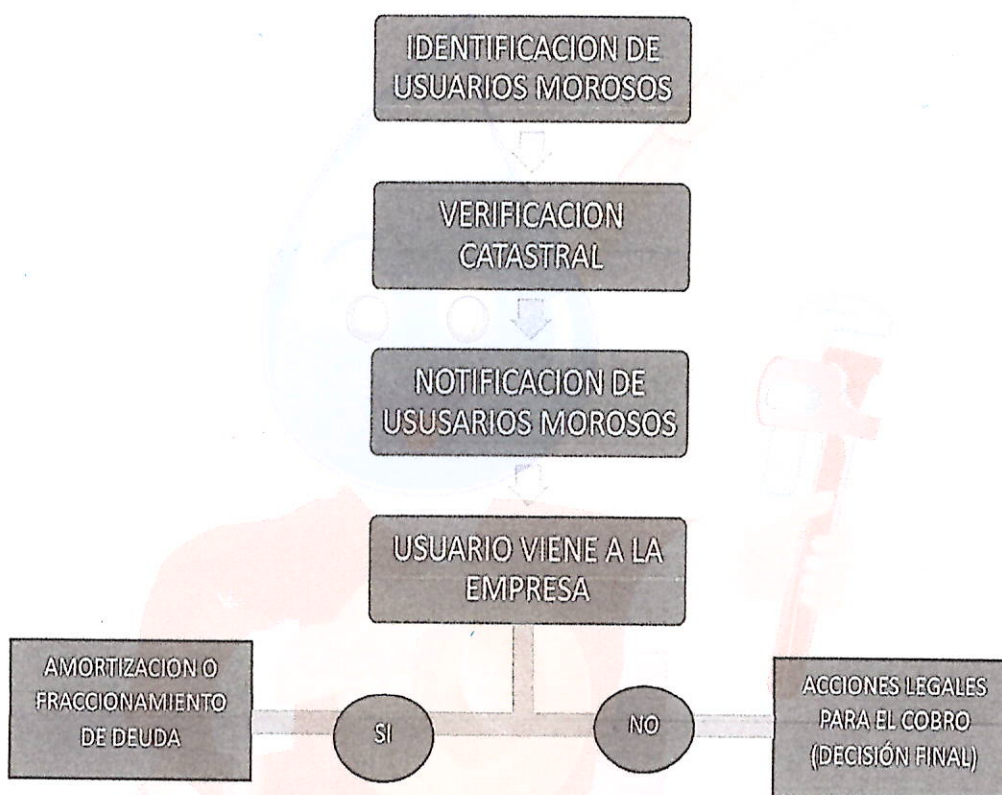 IDENTIFICACION DE
USUARIOS MOROSOS
VERIFICACION
CATASTRAL
NOTIFICACION DE
USUSARIOS MOROSOS
USUARIO VIENE A LA
EMPRESA
AMORTIZACION O
FRACCIONAMIENTO
DE DEUDA
SI
NO
ACCIONES LEGALES
PARA EL COBRO
(DECISIÓN FINAL)